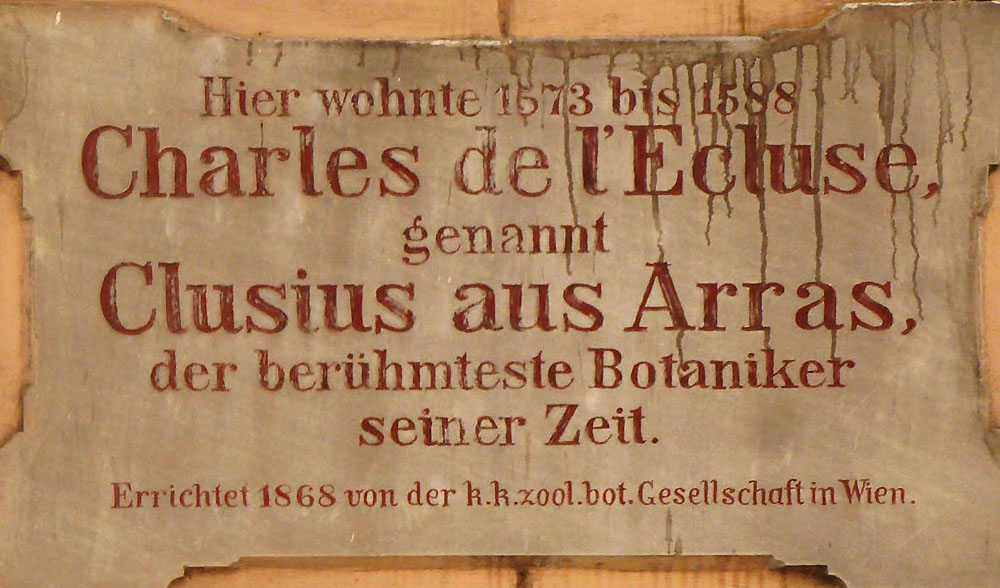 Hier wohnte 1573 bis 1588
Charles de l'Ecluse,
genannt
Clusius aus Arras,
der berühmteste Botaniker
seiner Zeit.
Errichtet 1868 von der k.k.zool.bot.Gesellschaft in Wien.